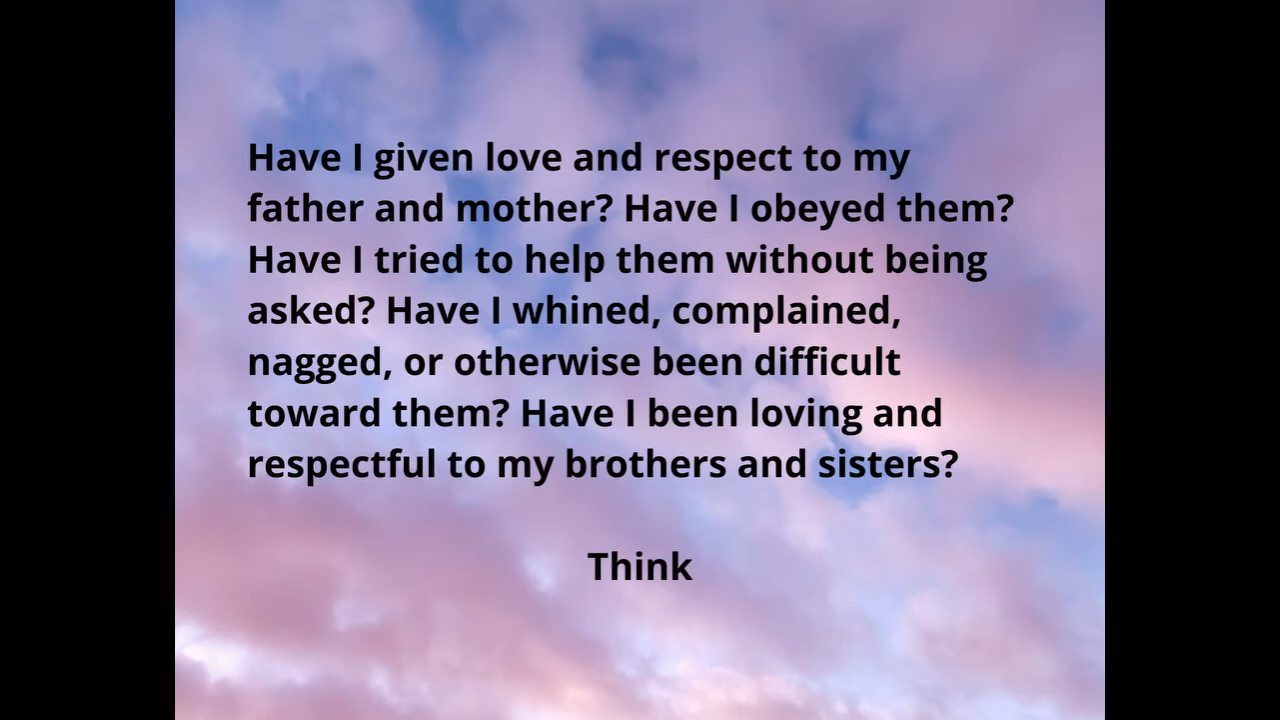 Have I given love and respect to my
father and mother? Have I obeyed them?
Have I tried to help them without being
asked? Have I whined, complained,
nagged, or otherwise been difficult
toward them? Have I been loving and
respectful to my brothers and sisters?
Think